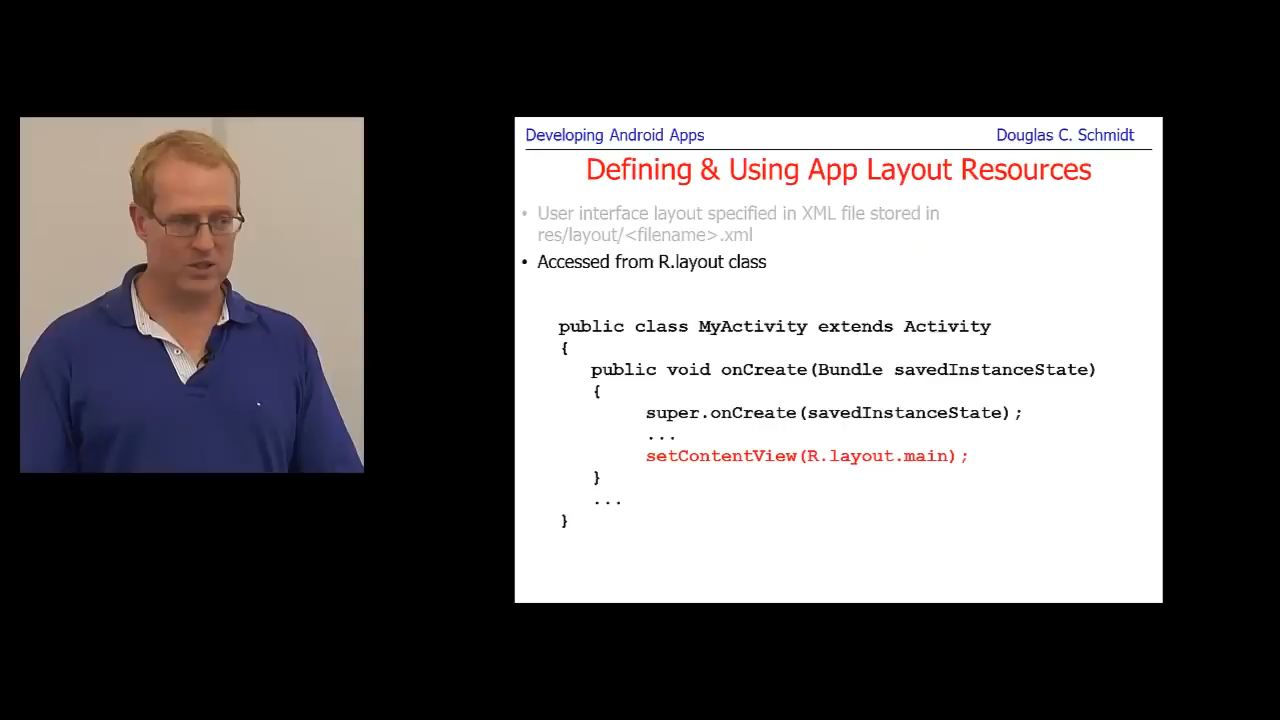 Developing Android Apps
Douglas C. Schmidt
Defining & Using App Layout Resources
• User interface layout specified in XML file stored in
res/layout/<filename>.xml
• Accessed from R.layout class
public class MyActivity extends Activity
{
public void onCreate(Bundle savedInstanceState)
{
super.onCreate(savedInstanceState);
...
setContentView(R.layout.main);
}
...
}